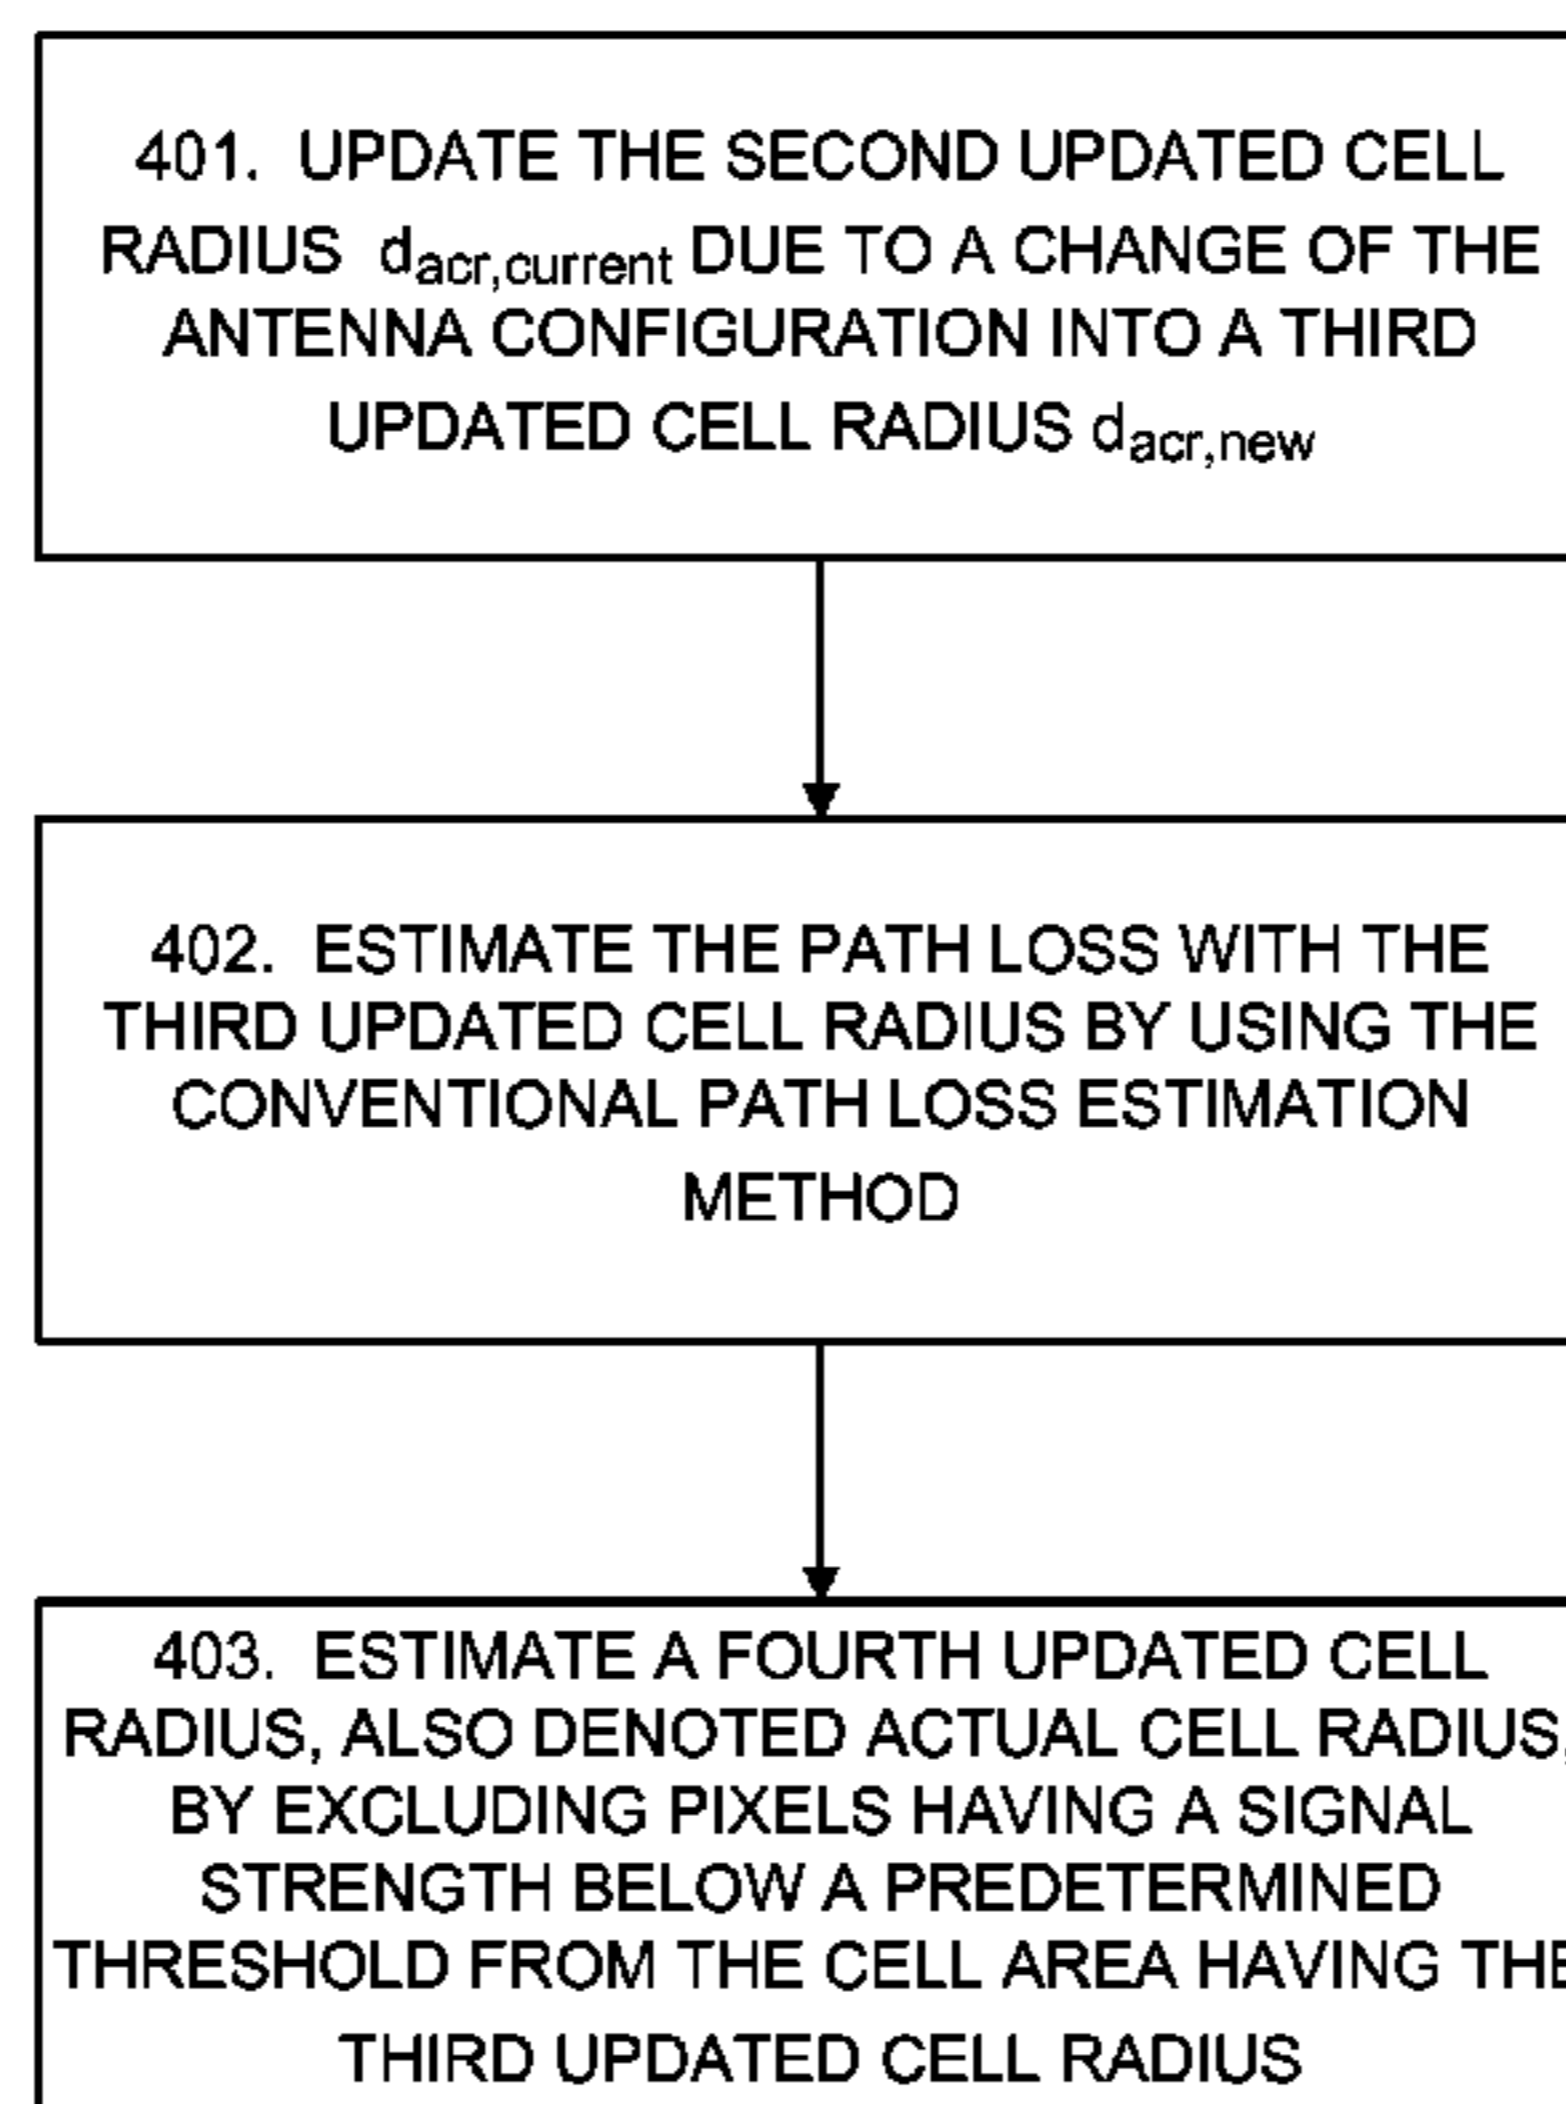 401. UPDATE THE SECOND UPDATED CELL
RADIUS dacr,current DUE TO A CHANGE OF THE
ANTENNA CONFIGURATION INTO A THIRD
UPDATED CELL RADIUS dacr,new
402. ESTIMATE THE PATH LOSS WITH THE
THIRD UPDATED CELL RADIUS BY USING THE
CONVENTIONAL PATH LOSS ESTIMATION
METHOD
403. ESTIMATE A FOURTH UPDATED CELL
RADIUS, ALSO DENOTED ACTUAL CELL RADIUS,
BY EXCLUDING PIXELS HAVING A SIGNAL
STRENGTH BELOW A PREDETERMINED
THRESHOLD FROM THE CELL AREA HAVING THE
THIRD UPDATED CELL RADIUS